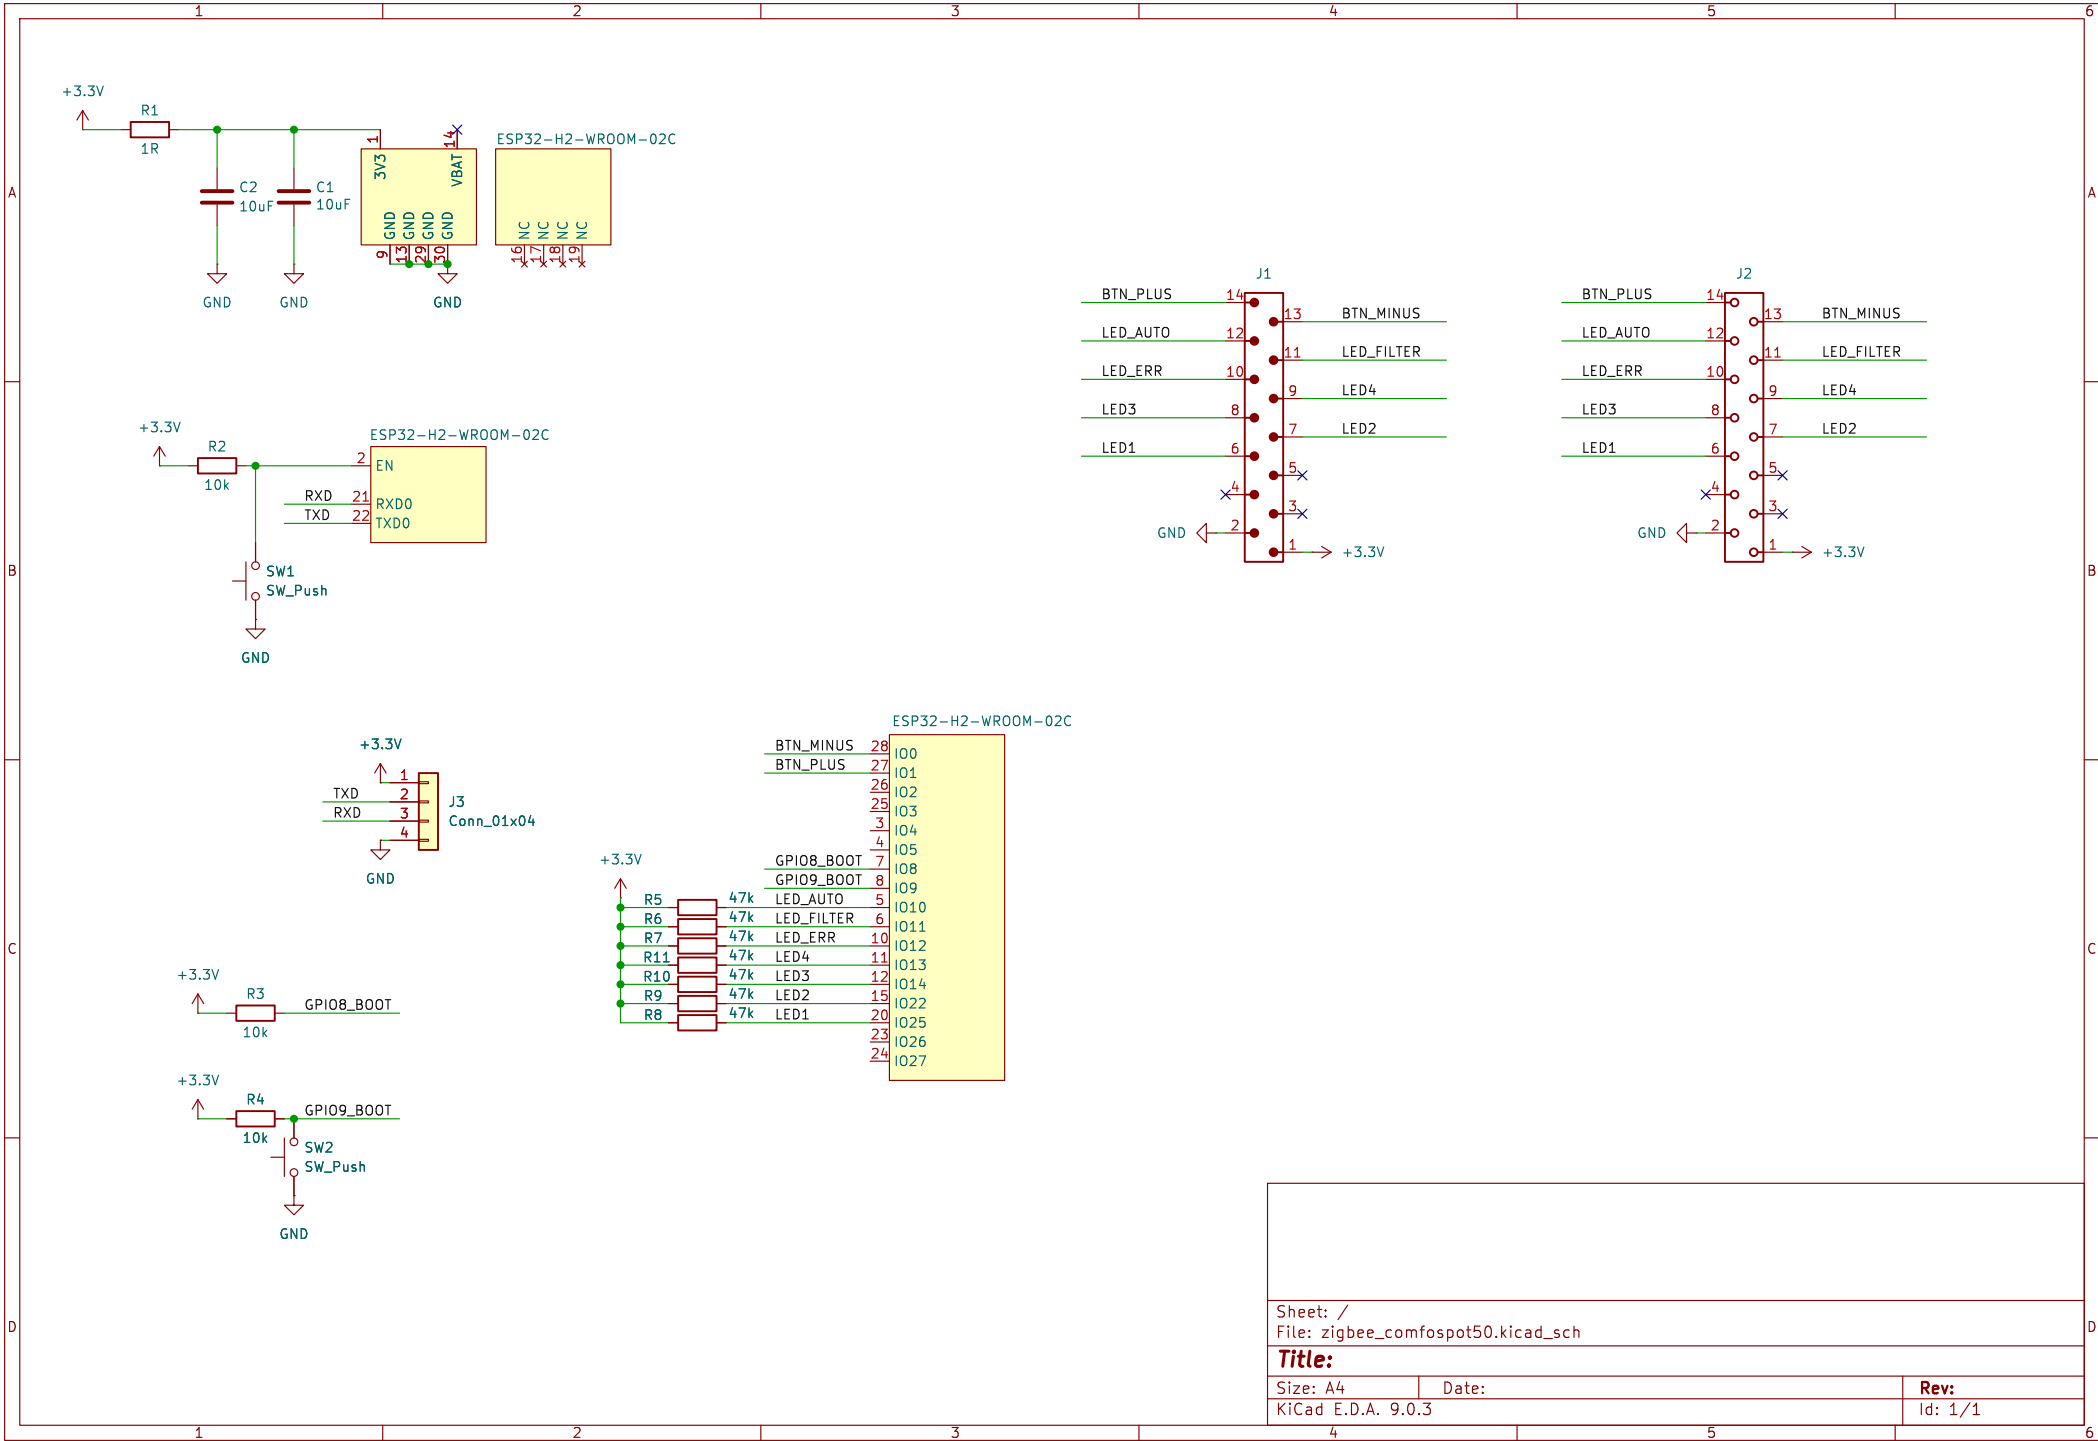 1 2 3 4 5 6
A A
B B
C C
D D
+3.3V
R1
1R
C2
10uF
C1
10uF
GND
GND
GND
1
3V3
14
VBAT
GND
GND
GND
GND
9
13
29
30
ESP32-H2-WROOM-02C
NC
NC
NC
NC
16
17
18
19
+3.3V
R2
10k
RXD
TXD
2 EN
21 RXD0
22 TXD0
ESP32-H2-WROOM-02C
SW1
SW_Push
GND
J1
BTN_PLUS 14
13 BTN_MINUS
LED_AUTO 12
11 LED_FILTER
LED_ERR 10
9 LED4
LED3 8
7 LED2
LED1 6
5
4
3
GND 2
1 +3.3V
J2
BTN_PLUS 14
13 BTN_MINUS
LED_AUTO 12
11 LED_FILTER
LED_ERR 10
9 LED4
LED3 8
7 LED2
LED1 6
5
4
3
GND 2
1 +3.3V
+3.3V
1
TXD 2
RXD 3
4
J3
Conn_01x04
GND
ESP32-H2-WROOM-02C
BTN_MINUS 28 IO0
BTN_PLUS 27 IO1
26 IO2
25 IO3
3 IO4
4 IO5
GPIO8_BOOT 7 IO8
GPIO9_BOOT 8 IO9
+3.3V
R5 47k LED_AUTO 5 IO10
R6 47k LED_FILTER 6 IO11
R7 47k LED_ERR 10 IO12
R11 47k LED4 11 IO13
R10 47k LED3 12 IO14
R9 47k LED2 15 IO22
R8 47k LED1 20 IO25
23 IO26
24 IO27
+3.3V
R3
10k
GPIO8_BOOT
+3.3V
R4
10k
GPIO9_BOOT
SW2
SW_Push
GND
Sheet: /
File: zigbee_comfospot50.kicad_sch
Title:
Size: A4 Date: Rev:
KiCad E.D.A. 9.0.3 Id: 1/1
1 2 3 4 5 6